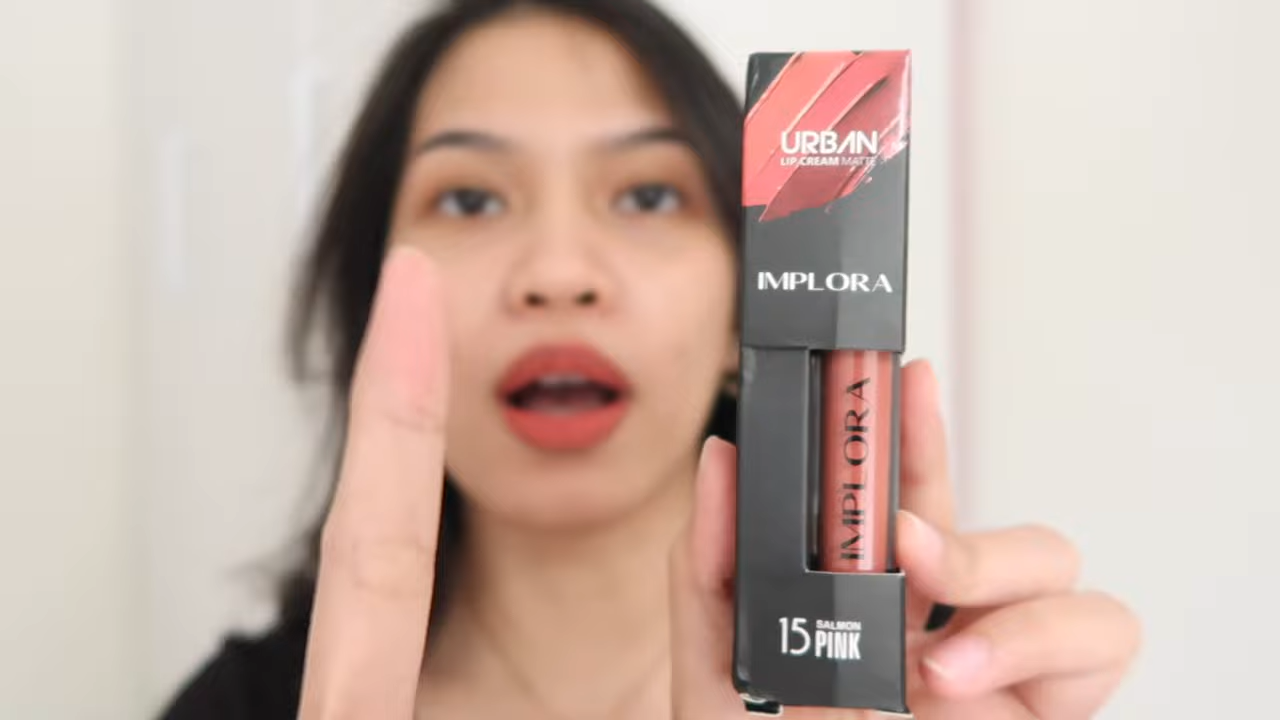 URBAN
LIP CREAM MATTE
IMPLORA
IMPLORA
15 SALMON
PINK